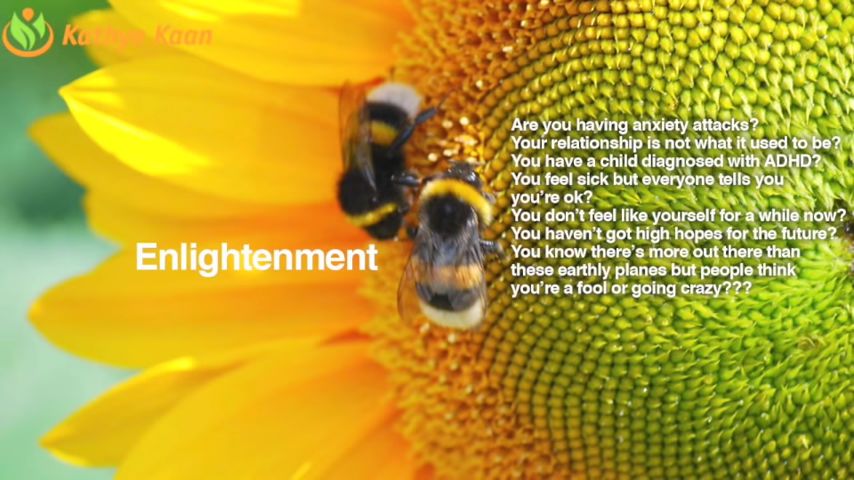 Kathye Kaan
Enlightenment
Are you having anxiety attacks?
Your relationship is not what it used to be?
You have a child diagnosed with ADHD?
You feel sick but everyone tells you
you're ok?
You don't feel like yourself for a while now?
You haven't got high hopes for the future?
You know there's more out there than
these earthly planes but people think
you're a fool or going crazy???